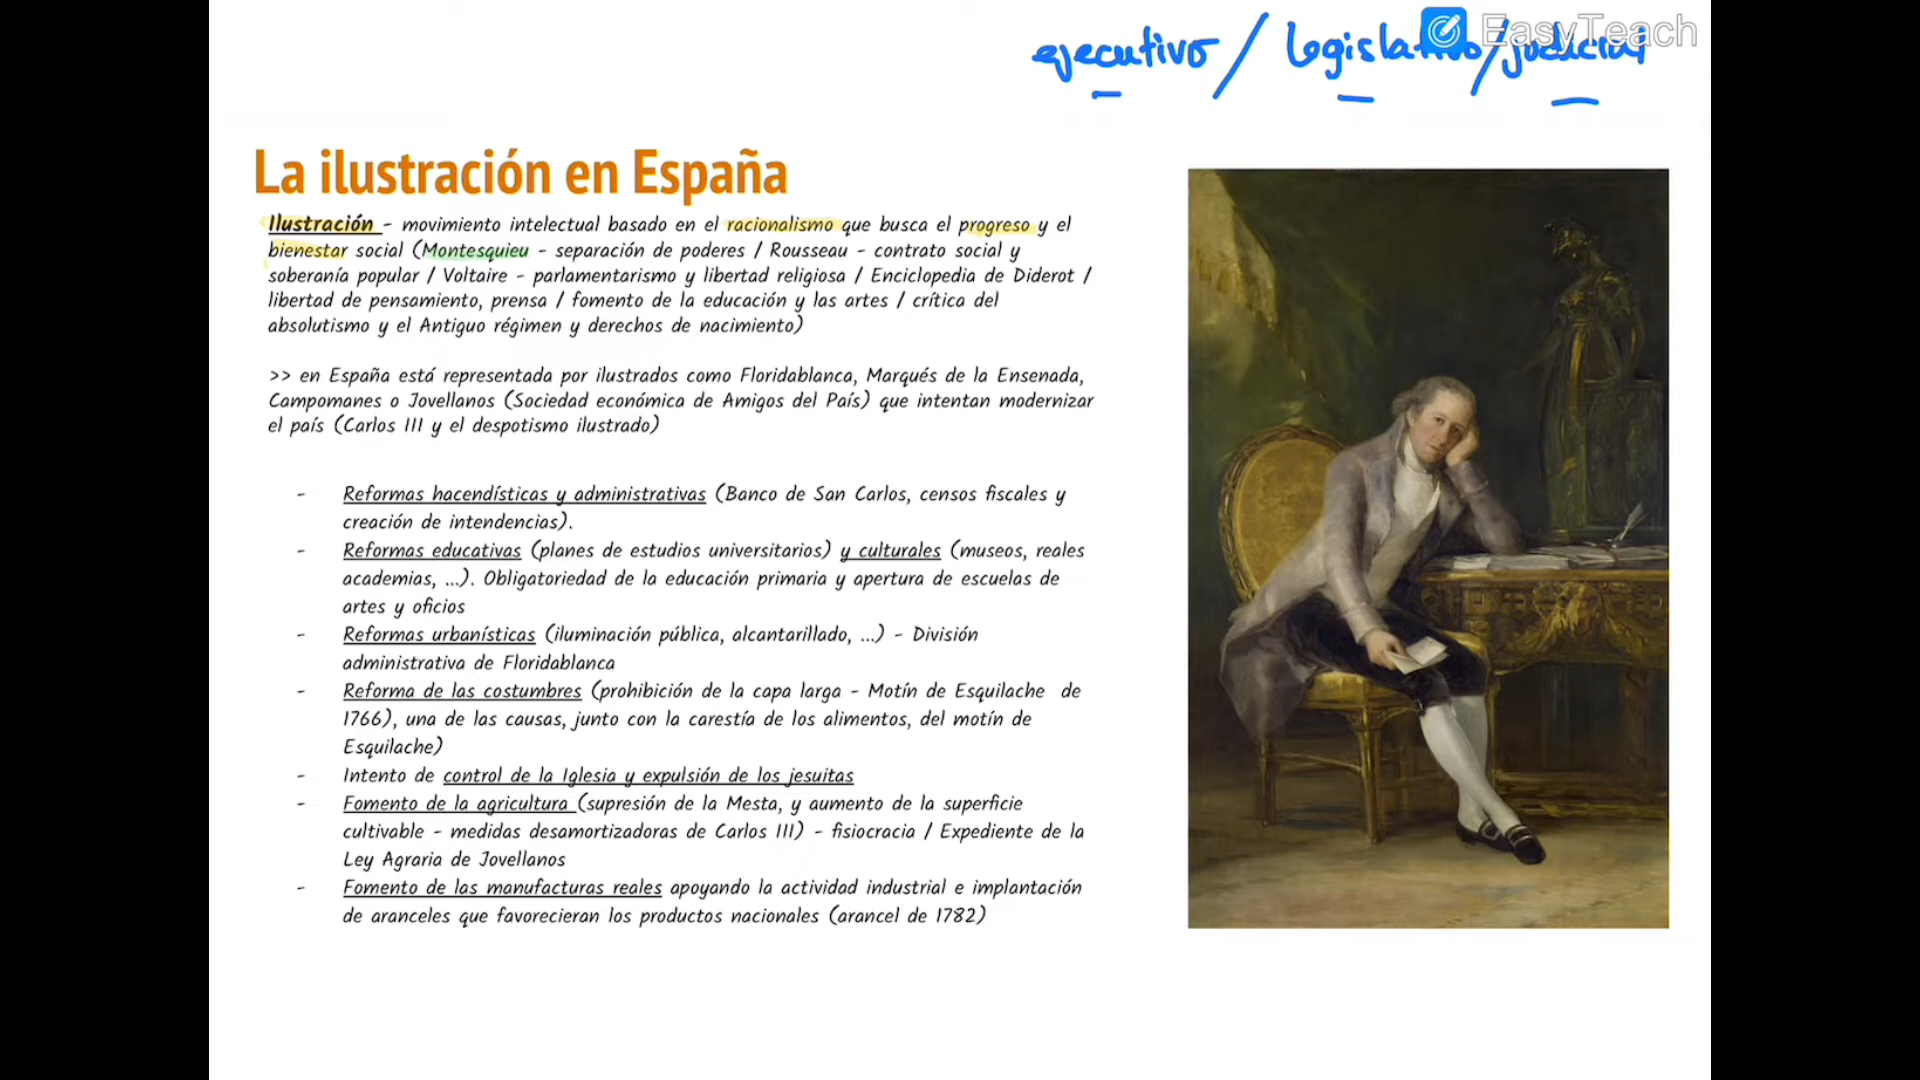 ejecutivo / legislativo / judicial
EasyTeach
La ilustración en España
Ilustración - movimiento intelectual basado en el racionalismo que busca el progreso y el
bienestar social (Montesquieu - separación de poderes / Rousseau - contrato social y
soberanía popular / Voltaire - parlamentarismo y libertad religiosa / Enciclopedia de Diderot /
libertad de pensamiento, prensa / fomento de la educación y las artes / crítica del
absolutismo y el Antiguo régimen y derechos de nacimiento)
>> en España está representada por ilustrados como Floridablanca, Marqués de la Ensenada,
Campomanes o Jovellanos (Sociedad económica de Amigos del País) que intentan modernizar
el país (Carlos III y el despotismo ilustrado)
- Reformas hacendísticas y administrativas (Banco de San Carlos, censos fiscales y
creación de intendencias).
- Reformas educativas (planes de estudios universitarios) y culturales (museos, reales
academias, ...). Obligatoriedad de la educación primaria y apertura de escuelas de
artes y oficios
- Reformas urbanísticas (iluminación pública, alcantarillado, ...) - División
administrativa de Floridablanca
- Reforma de las costumbres (prohibición de la capa larga - Motín de Esquilache de
1766), una de las causas, junto con la carestía de los alimentos, del motín de
Esquilache)
- Intento de control de la Iglesia y expulsión de los jesuitas
- Fomento de la agricultura (supresión de la Mesta, y aumento de la superficie
cultivable - medidas desamortizadoras de Carlos III) - fisiocracia / Expediente de la
Ley Agraria de Jovellanos
- Fomento de las manufacturas reales apoyando la actividad industrial e implantación
de aranceles que favorecieran los productos nacionales (arancel de 1782)